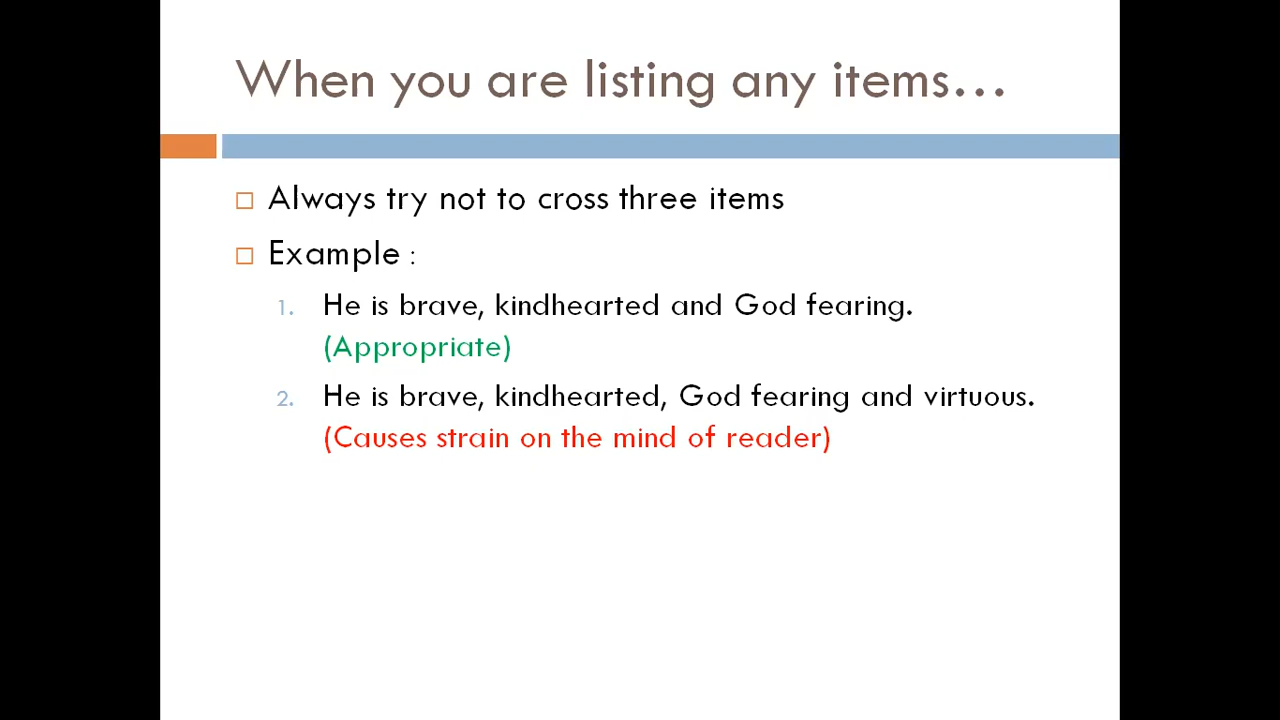 When you are listing any items...
Always try not to cross three items
Example :
1. He is brave, kindhearted and God fearing.
(Appropriate)
2. He is brave, kindhearted, God fearing and virtuous.
(Causes strain on the mind of reader)